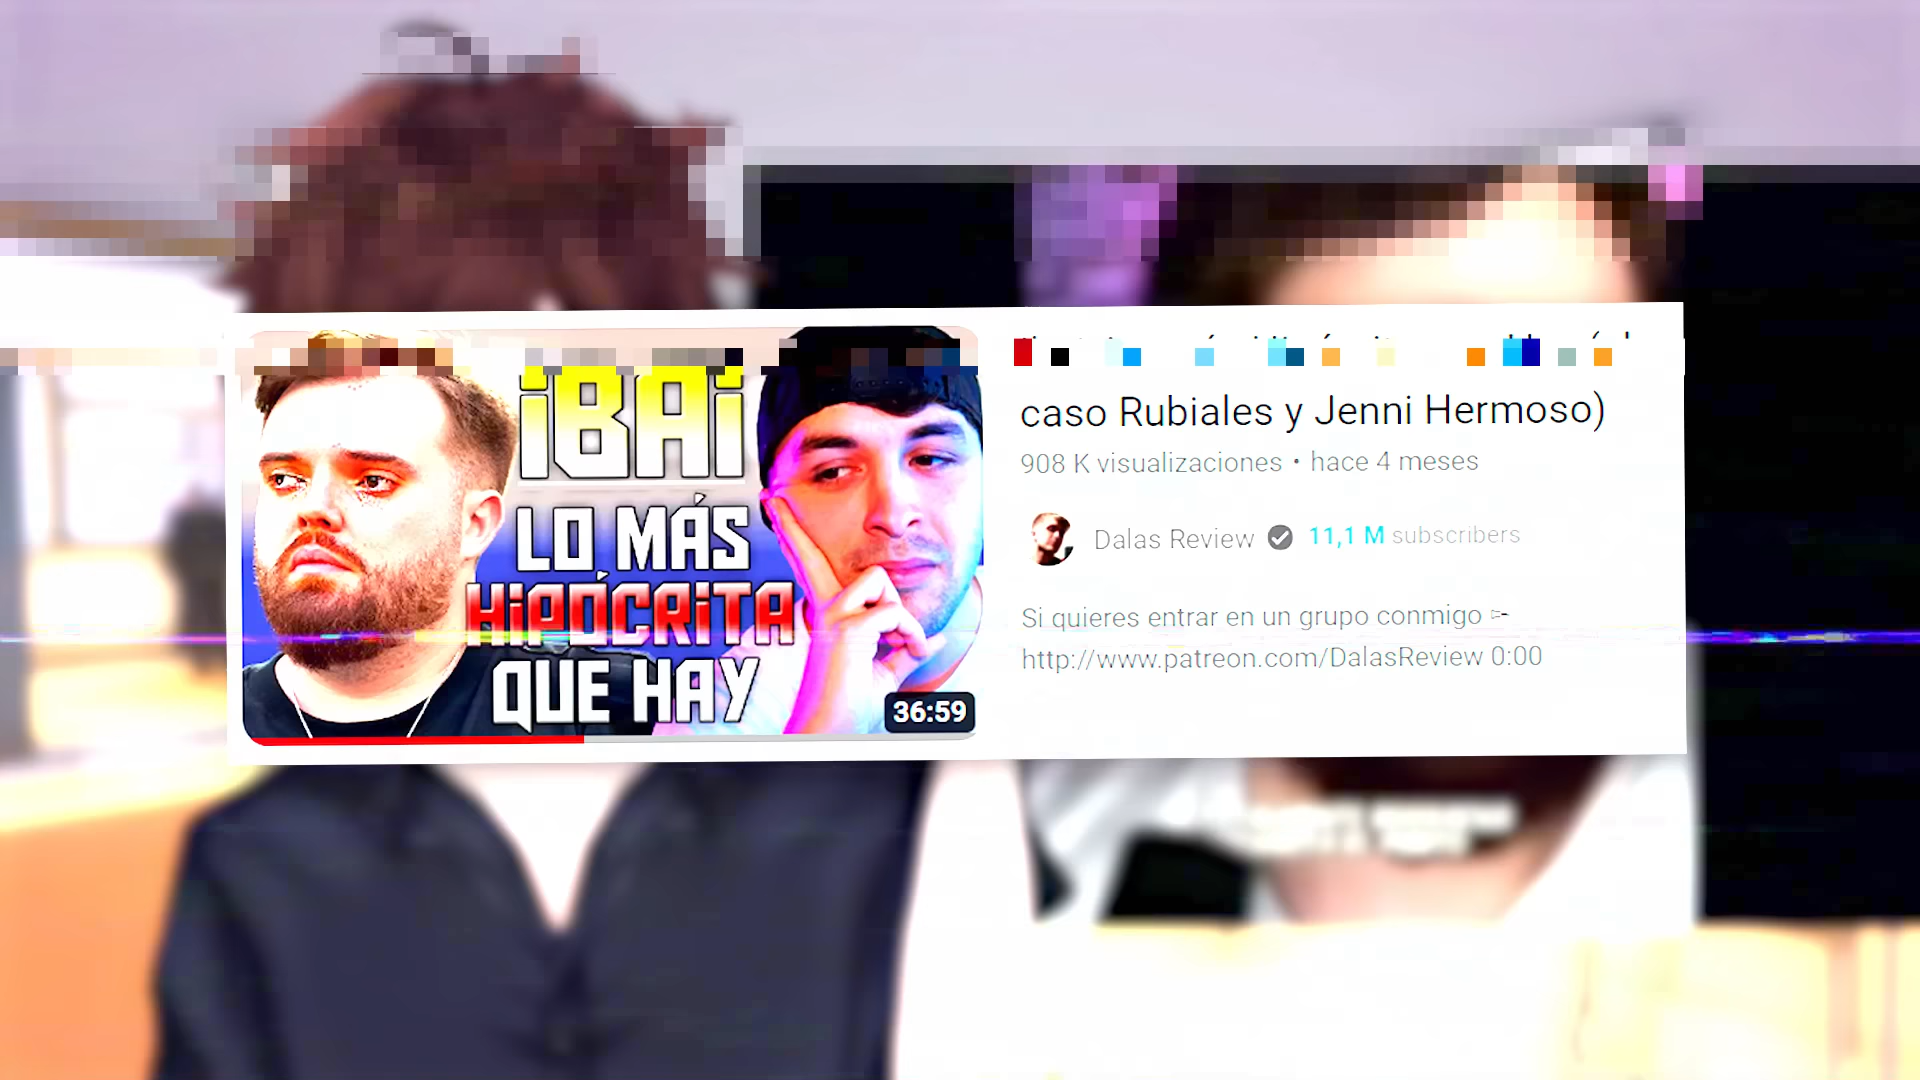 iBAi
LO MÁS
HiPÓCRiTA
QUE HAY
36:59
caso Rubiales y Jenni Hermoso)
908 K visualizaciones • hace 4 meses
Dalas Review 11,1 M subscribers
Si quieres entrar en un grupo conmigo ►
http://www.patreon.com/DalasReview 0:00